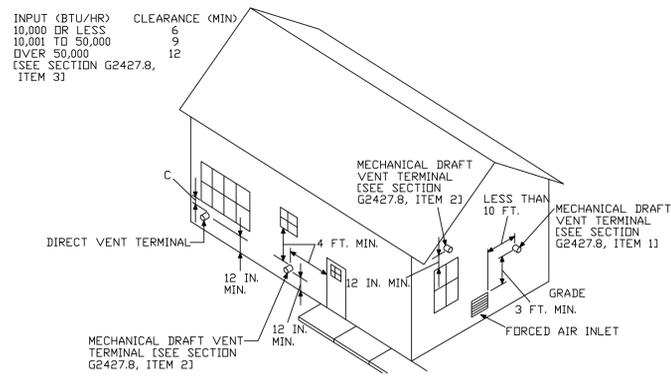 INPUT (BTU/HR) CLEARANCE (MIN)
10,000 OR LESS 6
10,001 TO 50,000 9
OVER 50,000 12
[SEE SECTION G2427.8,
ITEM 3]
C
MECHANICAL DRAFT
VENT TERMINAL
[SEE SECTION
G2427.8, ITEM 2]
LESS THAN
10 FT.
MECHANICAL DRAFT
VENT TERMINAL
[SEE SECTION
G2427.8, ITEM 1]
DIRECT VENT TERMINAL
4 FT. MIN.
12 IN.
MIN.
12 IN. MIN.
GRADE
3 FT. MIN.
12 IN.
MIN.
FORCED AIR INLET
MECHANICAL DRAFT VENT
TERMINAL [SEE SECTION
G2427.8, ITEM 2]